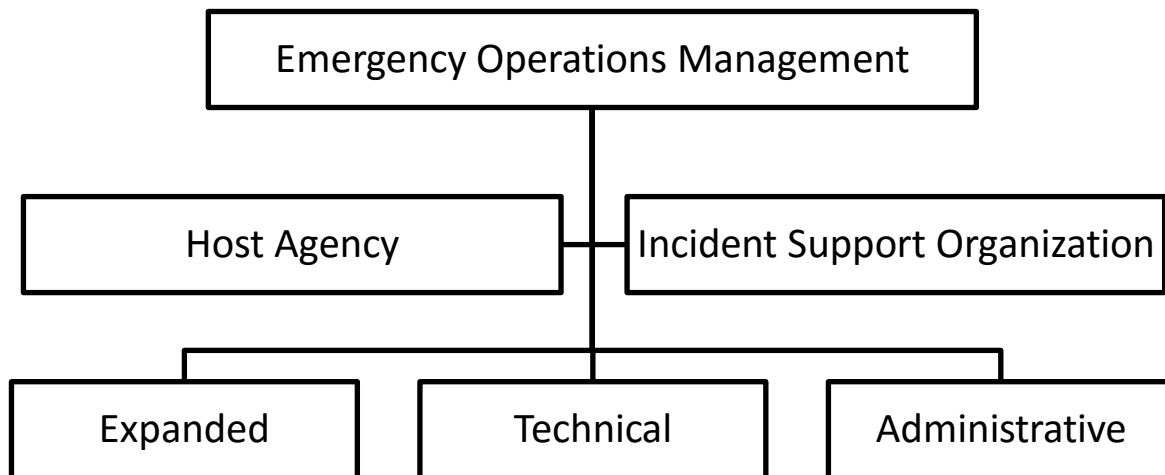 Emergency Operations Management
Host Agency
Incident Support Organization
Expanded
Technical
Administrative